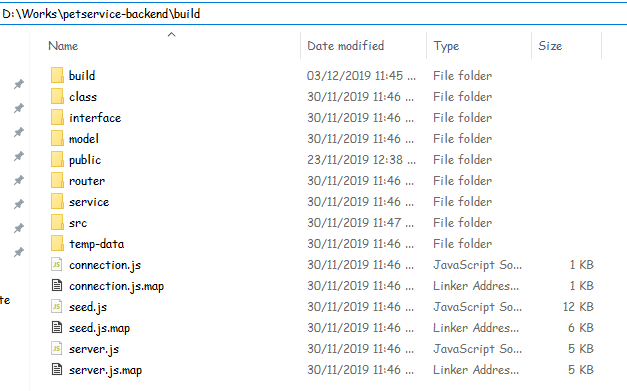 D:\Works\petservice-backend\build
Name Date modified Type Size
build 03/12/2019 11:45 ... File folder
class 30/11/2019 11:46 ... File folder
interface 30/11/2019 11:46 ... File folder
model 30/11/2019 11:46 ... File folder
public 23/11/2019 12:38 ... File folder
router 30/11/2019 11:46 ... File folder
service 30/11/2019 11:46 ... File folder
src 30/11/2019 11:47 ... File folder
temp-data 30/11/2019 11:46 ... File folder
connection.js 30/11/2019 11:46 ... JavaScript So... 1 KB
connection.js.map 30/11/2019 11:46 ... Linker Addres... 1 KB
te
seed.js 30/11/2019 11:46 ... JavaScript So... 12 KB
seed.js.map 30/11/2019 11:46 ... Linker Addres... 6 KB
server.js 30/11/2019 11:46 ... JavaScript So... 5 KB
server.js.map 30/11/2019 11:46 ... Linker Addres... 5 KB